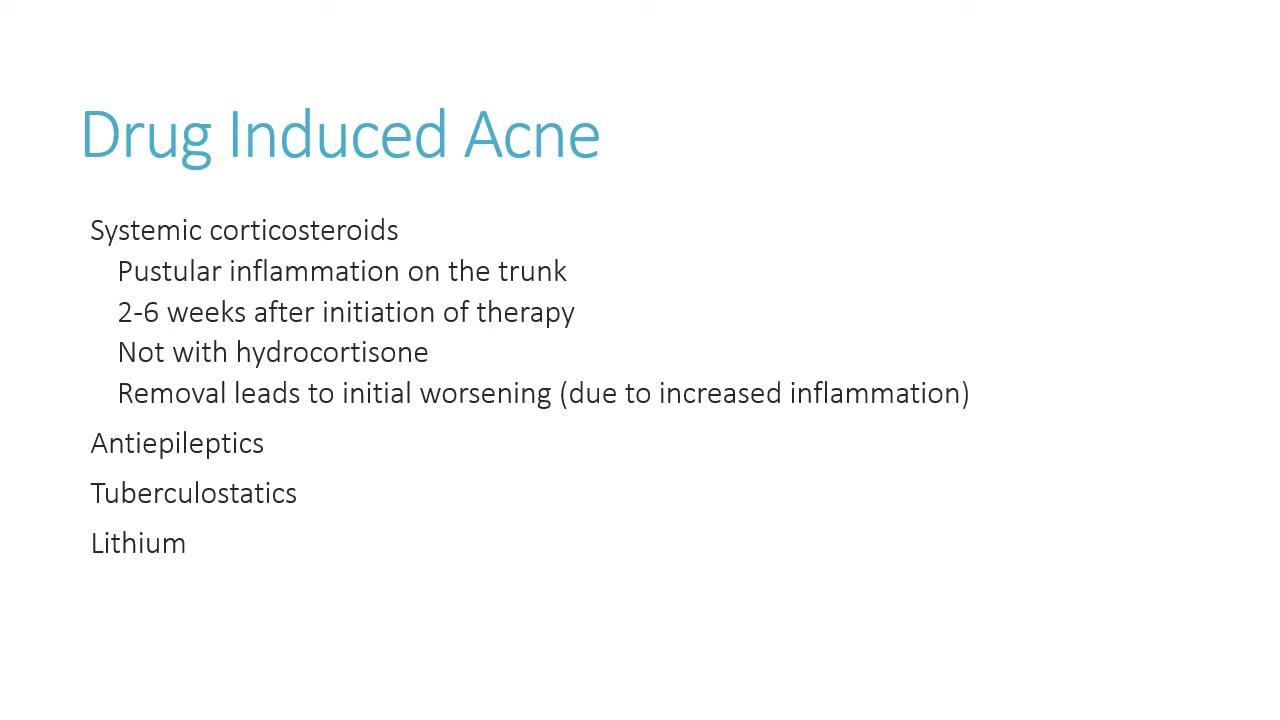 Drug Induced Acne
Systemic corticosteroids
Pustular inflammation on the trunk
2-6 weeks after initiation of therapy
Not with hydrocortisone
Removal leads to initial worsening (due to increased inflammation)
Antiepileptics
Tuberculostatics
Lithium